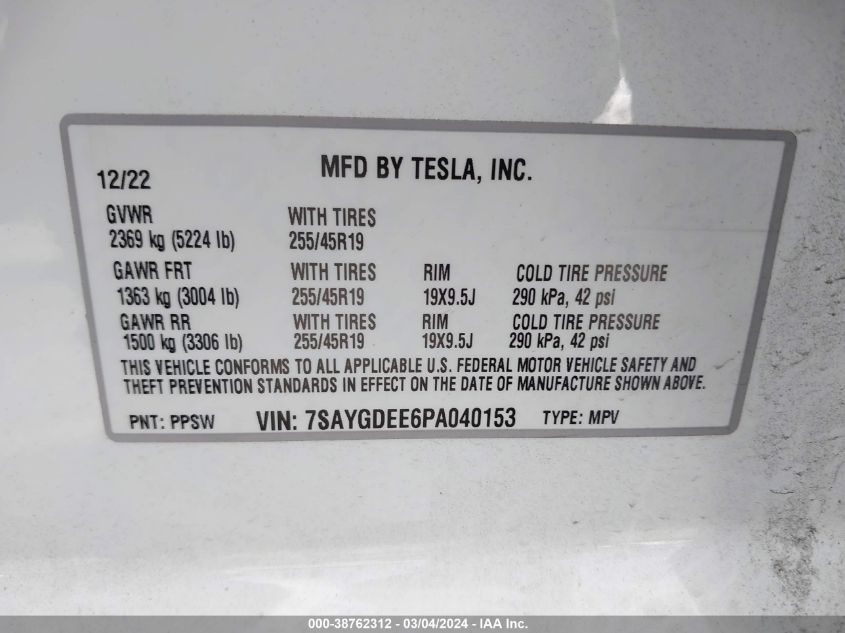 MFD BY TESLA, INC.
12/22
GVWR WITH TIRES
2369 kg (5224 lb) 255/45R19
GAWR FRT WITH TIRES RIM COLD TIRE PRESSURE
1363 kg (3004 lb) 255/45R19 19X9.5J 290 kPa, 42 psi
GAWR RR WITH TIRES RIM COLD TIRE PRESSURE
1500 kg (3306 lb) 255/45R19 19X9.5J 290 kPa, 42 psi
THIS VEHICLE CONFORMS TO ALL APPLICABLE U.S. FEDERAL MOTOR VEHICLE SAFETY AND
THEFT PREVENTION STANDARDS IN EFFECT ON THE DATE OF MANUFACTURE SHOWN ABOVE.
PNT: PPSW VIN: 7SAYGDEE6PA040153 TYPE: MPV
000-38762312 - 03/04/2024 - IAA Inc.